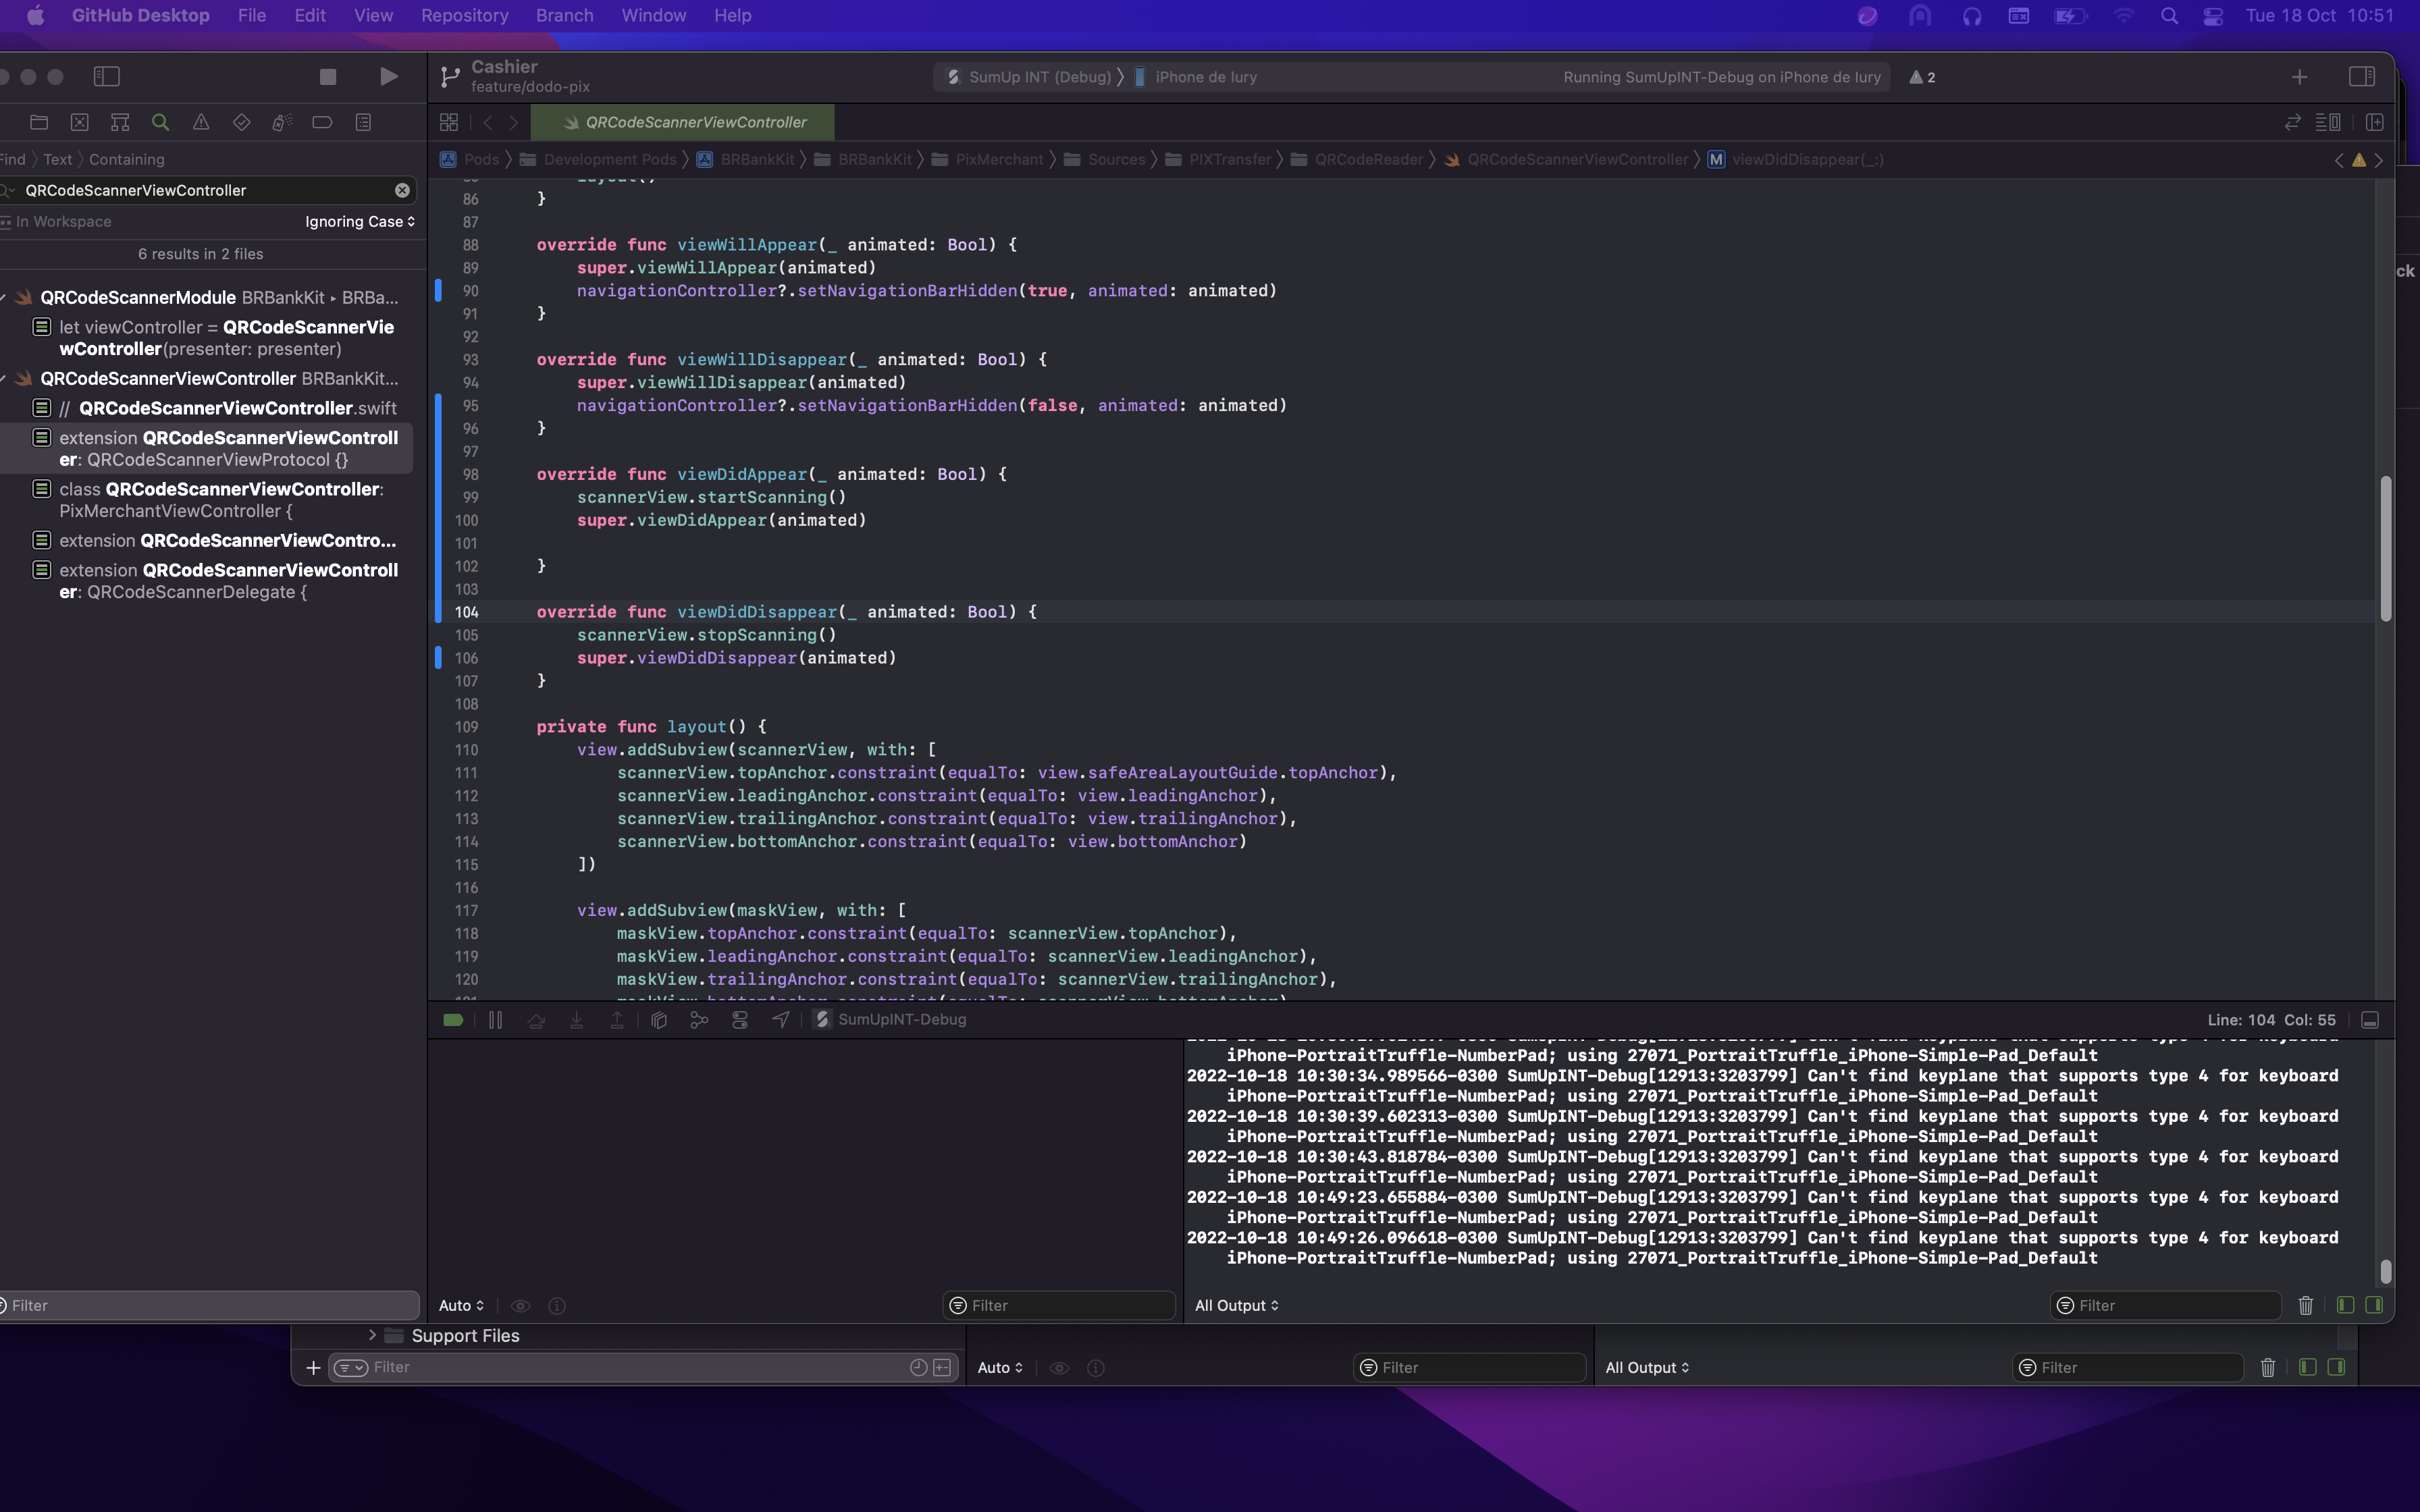 GitHub Desktop File Edit View Repository Branch Window Help Tue 18 Oct 10:51
Cashier
feature/dodo-pix
SumUp INT (Debug) 〉 iPhone de Iury
Running SumUpINT-Debug on iPhone de Iury
2
QRCodeScannerViewController
Find 〉 Text 〉 Containing
Pods 〉 Development Pods 〉 BRBankKit 〉 BRBankKit 〉 PixMerchant 〉 Sources 〉 PIXTransfer 〉 QRCodeReader 〉 QRCodeScannerViewController 〉 M viewDidDisappear(_:)
QRCodeScannerViewController
In Workspace
Ignoring Case
6 results in 2 files
QRCodeScannerModule BRBankKit ▸ BRBa...
let viewController = QRCodeScannerVie
wController(presenter: presenter)
QRCodeScannerViewController BRBankKit...
// QRCodeScannerViewController.swift
extension QRCodeScannerViewControll
er: QRCodeScannerViewProtocol {}
class QRCodeScannerViewController:
PixMerchantViewController {
extension QRCodeScannerViewContro...
extension QRCodeScannerViewControll
er: QRCodeScannerDelegate {
Filter
layout()
86 }
87
88 override func viewWillAppear(_ animated: Bool) {
89 super.viewWillAppear(animated)
90 navigationController?.setNavigationBarHidden(true, animated: animated)
91 }
92
93 override func viewWillDisappear(_ animated: Bool) {
94 super.viewWillDisappear(animated)
95 navigationController?.setNavigationBarHidden(false, animated: animated)
96 }
97
98 override func viewDidAppear(_ animated: Bool) {
99 scannerView.startScanning()
100 super.viewDidAppear(animated)
101
102 }
103
104 override func viewDidDisappear(_ animated: Bool) {
105 scannerView.stopScanning()
106 super.viewDidDisappear(animated)
107 }
108
109 private func layout() {
110 view.addSubview(scannerView, with: [
111 scannerView.topAnchor.constraint(equalTo: view.safeAreaLayoutGuide.topAnchor),
112 scannerView.leadingAnchor.constraint(equalTo: view.leadingAnchor),
113 scannerView.trailingAnchor.constraint(equalTo: view.trailingAnchor),
114 scannerView.bottomAnchor.constraint(equalTo: view.bottomAnchor)
115 ])
116
117 view.addSubview(maskView, with: [
118 maskView.topAnchor.constraint(equalTo: scannerView.topAnchor),
119 maskView.leadingAnchor.constraint(equalTo: scannerView.leadingAnchor),
120 maskView.trailingAnchor.constraint(equalTo: scannerView.trailingAnchor),
ck
SumUpINT-Debug
Line: 104 Col: 55
iPhone-PortraitTruffle-NumberPad; using 27071_PortraitTruffle_iPhone-Simple-Pad_Default
2022-10-18 10:30:34.989566-0300 SumUpINT-Debug[12913:3203799] Can't find keyplane that supports type 4 for keyboard
iPhone-PortraitTruffle-NumberPad; using 27071_PortraitTruffle_iPhone-Simple-Pad_Default
2022-10-18 10:30:39.602313-0300 SumUpINT-Debug[12913:3203799] Can't find keyplane that supports type 4 for keyboard
iPhone-PortraitTruffle-NumberPad; using 27071_PortraitTruffle_iPhone-Simple-Pad_Default
2022-10-18 10:30:43.818784-0300 SumUpINT-Debug[12913:3203799] Can't find keyplane that supports type 4 for keyboard
iPhone-PortraitTruffle-NumberPad; using 27071_PortraitTruffle_iPhone-Simple-Pad_Default
2022-10-18 10:49:23.655884-0300 SumUpINT-Debug[12913:3203799] Can't find keyplane that supports type 4 for keyboard
iPhone-PortraitTruffle-NumberPad; using 27071_PortraitTruffle_iPhone-Simple-Pad_Default
2022-10-18 10:49:26.096618-0300 SumUpINT-Debug[12913:3203799] Can't find keyplane that supports type 4 for keyboard
iPhone-PortraitTruffle-NumberPad; using 27071_PortraitTruffle_iPhone-Simple-Pad_Default
Auto
Filter
All Output
Filter
Support Files
Filter
Auto
Filter
All Output
Filter